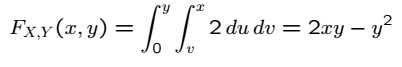 F_{X,Y}(x, y) = \int_0^y \int_v^x 2 \, du \, dv = 2xy − y^2